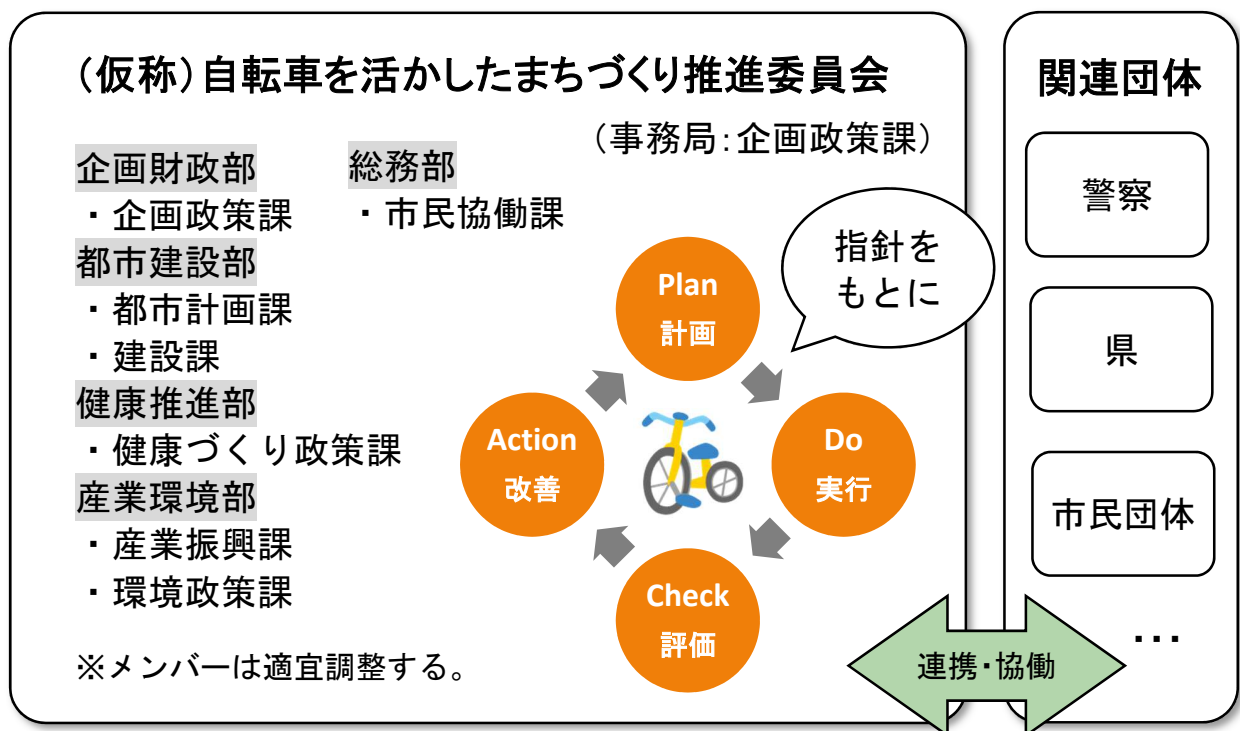 (仮称)自転車を活かしたまちづくり推進委員会
(事務局:企画政策課)
企画財政部
・企画政策課
都市建設部
・都市計画課
・建設課
健康推進部
・健康づくり政策課
産業環境部
・産業振興課
・環境政策課
総務部
・市民協働課
※メンバーは適宜調整する。
指針を
もとに
Plan
計画
Do
実行
Check
評価
Action
改善
関連団体
警察
県
市民団体
…
連携・協働